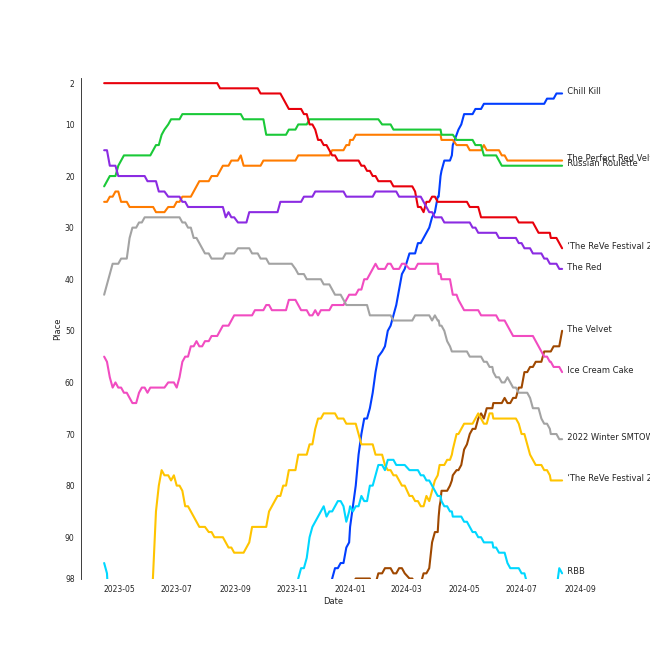 2
10
20
30
40
50
60
70
80
90
98
Place
2023-05
2023-07
2023-09
2023-11
2024-01
2024-03
2024-05
2024-07
2024-09
Date
Chill Kill
The Perfect Red Vel
Russian Roulette
'The ReVe Festival 2
The Red
The Velvet
Ice Cream Cake
2022 Winter SMTOW
'The ReVe Festival 2
RBB